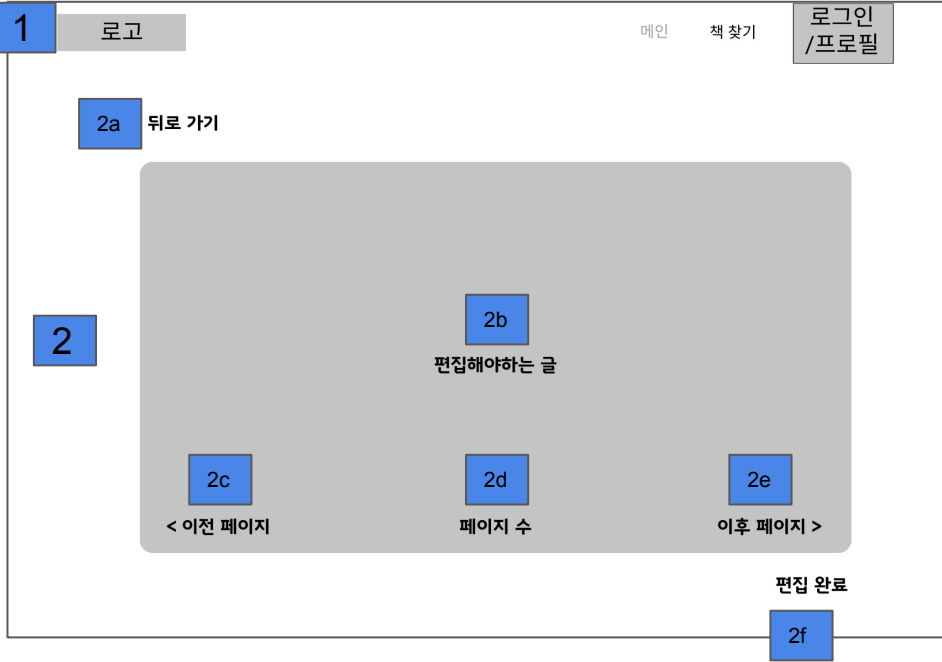 1
로고
메인
책 찾기
로그인
/프로필
2a
뒤로 가기
2b
2
편집해야하는 글
2c
2d
2e
< 이전 페이지
페이지 수
이후 페이지 >
편집 완료
2f